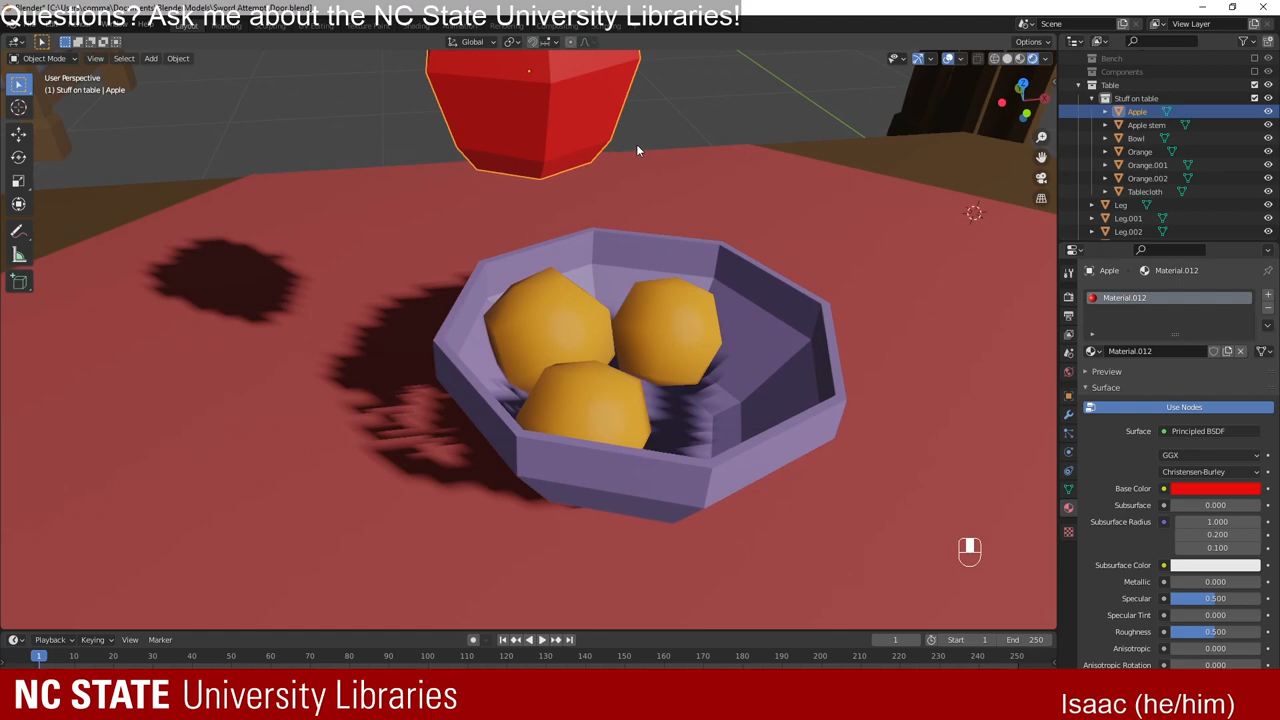 Questions? Ask me about the NC State University Libraries!
Scene
View Layer
Object Mode
View
Select
Add
Object
Global
Options
User Perspective
(1) Stuff on table | Apple
Bench
Components
Table
Stuff on table
Apple
Apple stem
Bowl
Orange
Orange.001
Orange.002
Tablecloth
Leg
Leg.001
Leg.002
Apple
Material.012
Material.012
Material.012
Preview
Surface
Use Nodes
Surface
Principled BSDF
GGX
Christensen-Burley
Base Color
Subsurface
0.000
Subsurface Radius
1.000
0.200
0.100
Subsurface Color
Metallic
0.000
Specular
0.500
Specular Tint
0.000
Roughness
0.500
Anisotropic
0.000
Anisotropic Rotation
0.000
Playback
Keying
View
Marker
1
Start 1
End 250
1 10 20 30 40 50 60 70 80 90 100 110 120 130 140 150 160 170 180 190 200 210 220 230 240 250
NC STATE University Libraries
Isaac (he/him)